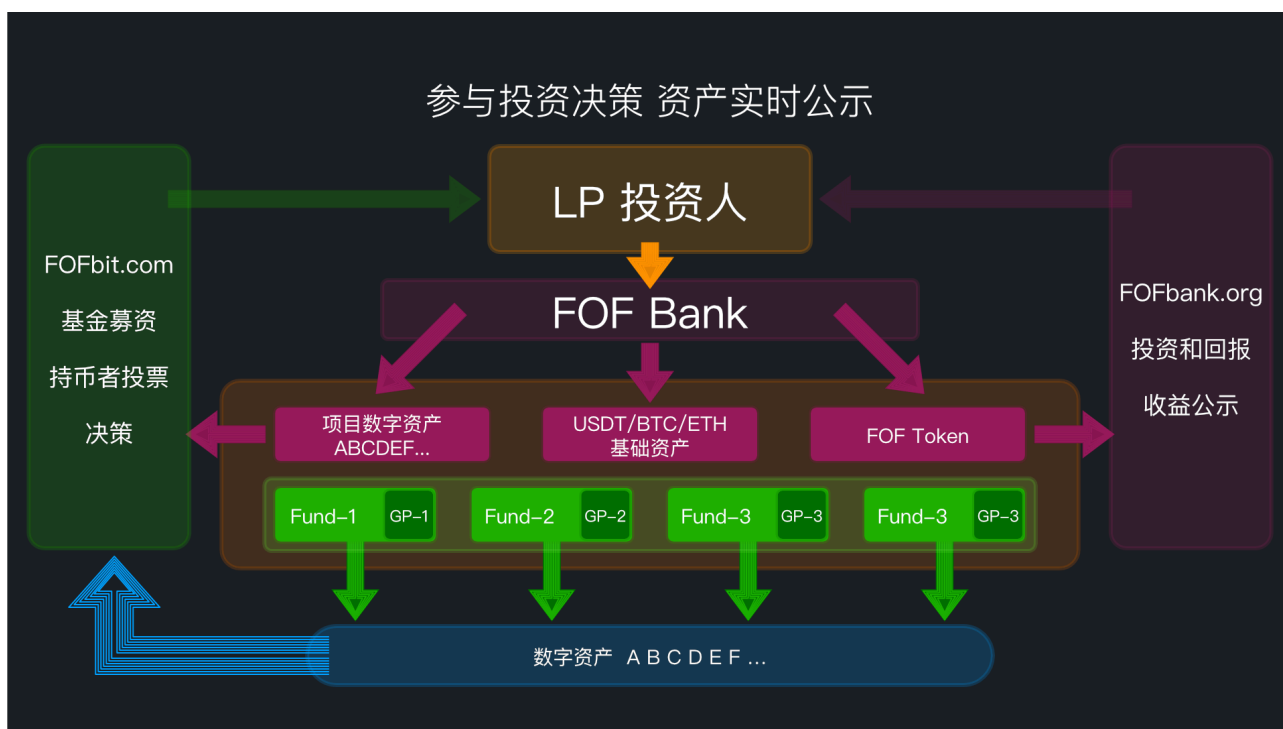 参与投资决策 资产实时公示
LP 投资人
FOFbit.com
基金募资
持币者投票
决策
FOF Bank
FOFbank.org
投资和回报
收益公示
项目数字资产
ABCDEF...
USDT/BTC/ETH
基础资产
FOF Token
Fund-1 GP-1
Fund-2 GP-2
Fund-3 GP-3
Fund-3 GP-3
数字资产 A B C D E F ...